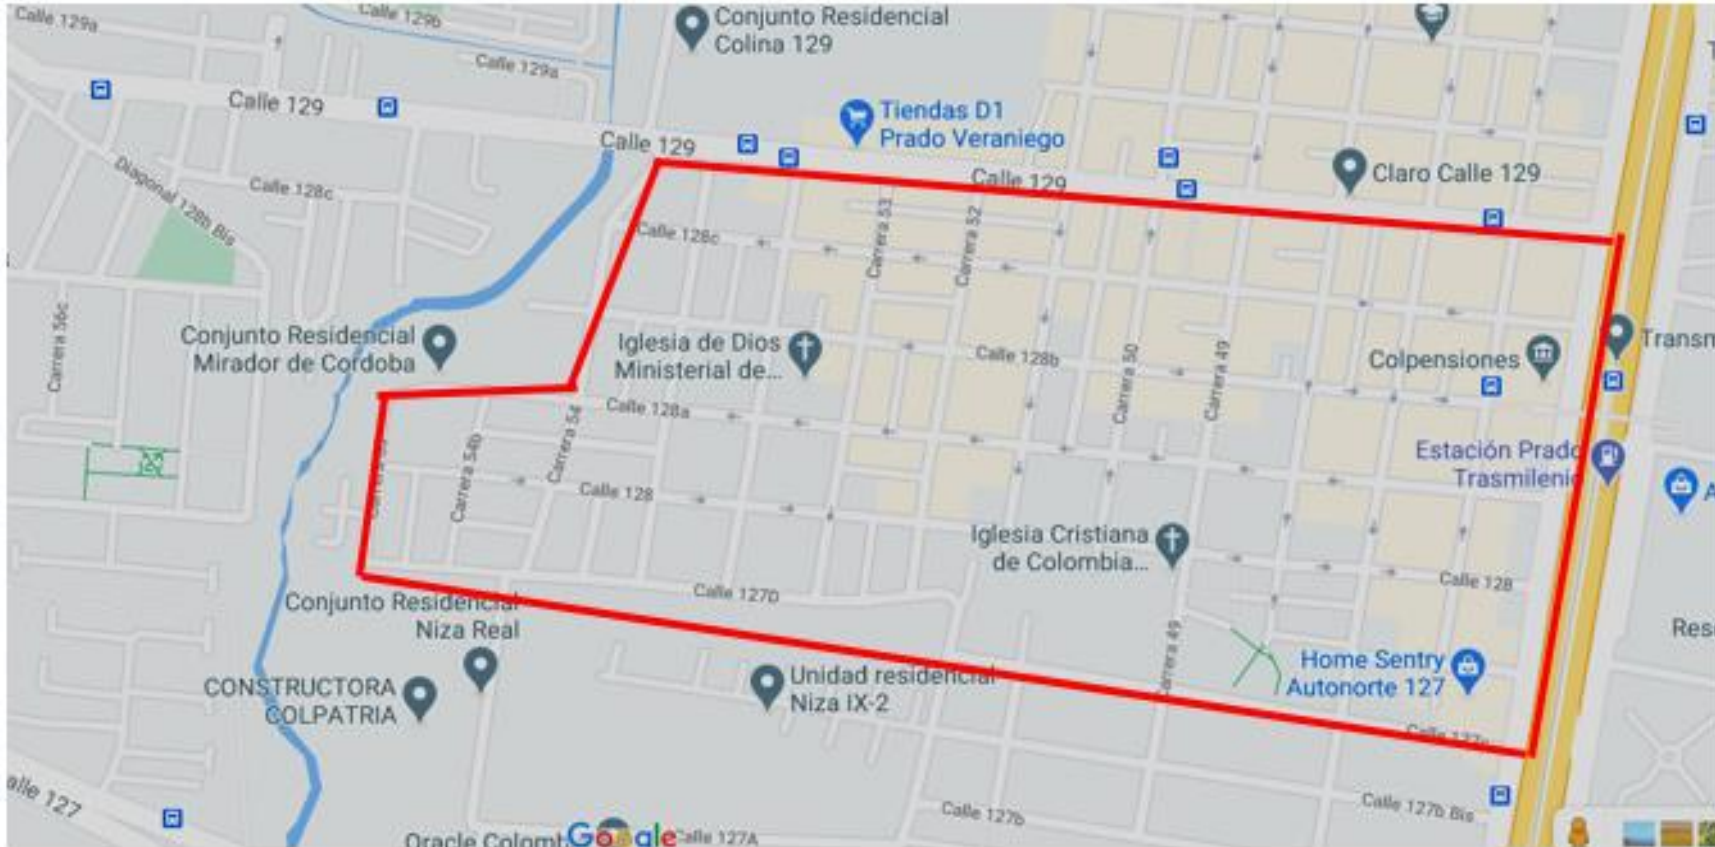 Calle 129a
Calle 129b
Conjunto Residencial
Colina 129
Calle 129a
Calle 129
Tiendas D1
Prado Veraniego
Calle 129
Calle 129
Claro Calle 129
Diagonal 128b Bis
Calle 128c
Calle 128c
Carrera 53
Carrera 52
Carrera 56c
Conjunto Residencial
Mirador de Cordoba
Iglesia de Dios
Ministerial de...
Calle 128b
Carrera 50
Carrera 49
Colpensiones
Transm
Calle 128a
Carrera 54
Carrera 54b
Calle 128
Estación Prado
Trasmilenio
A
Iglesia Cristiana
de Colombia...
Calle 128
Calle 127D
Conjunto Residencial
Niza Real
Carrera 49
Res
Home Sentry
Autonorte 127
Unidad residencial
Niza IX-2
CONSTRUCTORA
COLPATRIA
alle 127
Calle 127b
Calle 127b Bis
Oracle Colomb
Google
Calle 127A